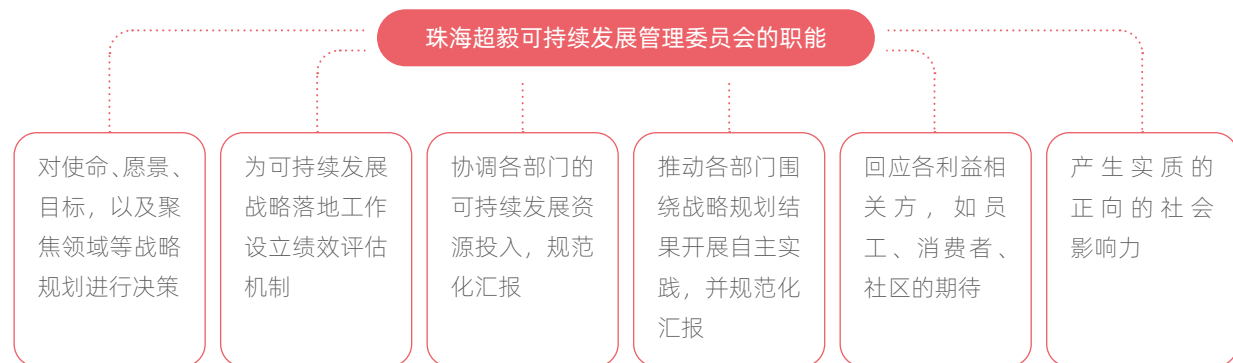 珠海超毅可持续发展管理委员会的职能
对使命、愿景、
目标，以及聚
焦领域等战略
规划进行决策
为可持续发展
战略落地工作
设立绩效评估
机制
协调各部门的
可持续发展资
源投入，规范
化汇报
推动各部门围
绕战略规划结
果开展自主实
践，并规范化
汇报
回应各利益相
关方，如员
工、消费者、
社区的期待
产生实质的
正向的社会
影响力